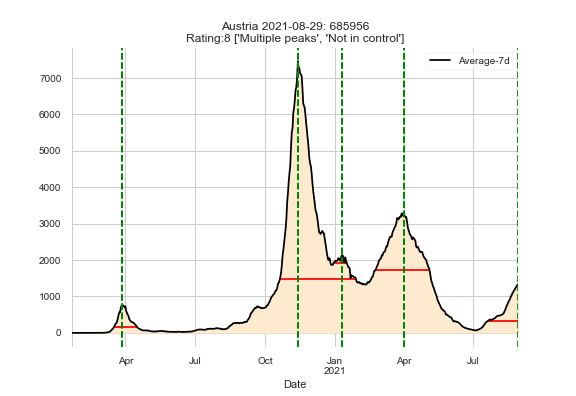 Austria 2021-08-29: 685956
Rating:8 ['Multiple peaks', 'Not in control']
Average-7d
7000
6000
5000
4000
3000
2000
1000
0
Apr Jul Oct Jan Apr Jul
2021
Date